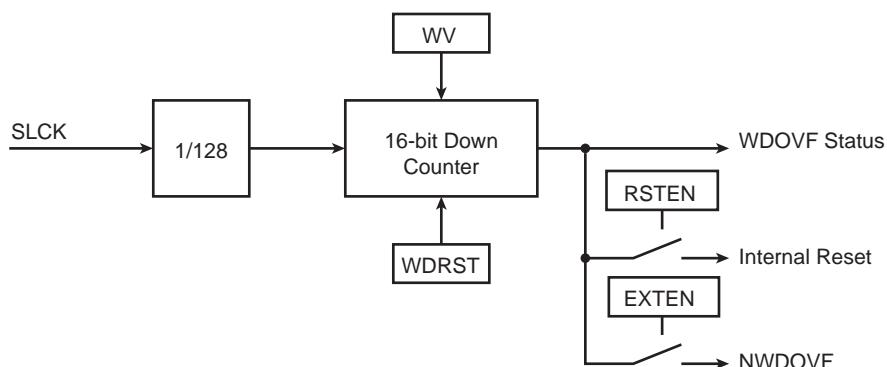 WV
SLCK
1/128
16-bit Down
Counter
WDOVF Status
RSTEN
WDRST
Internal Reset
EXTEN
NWDOVF